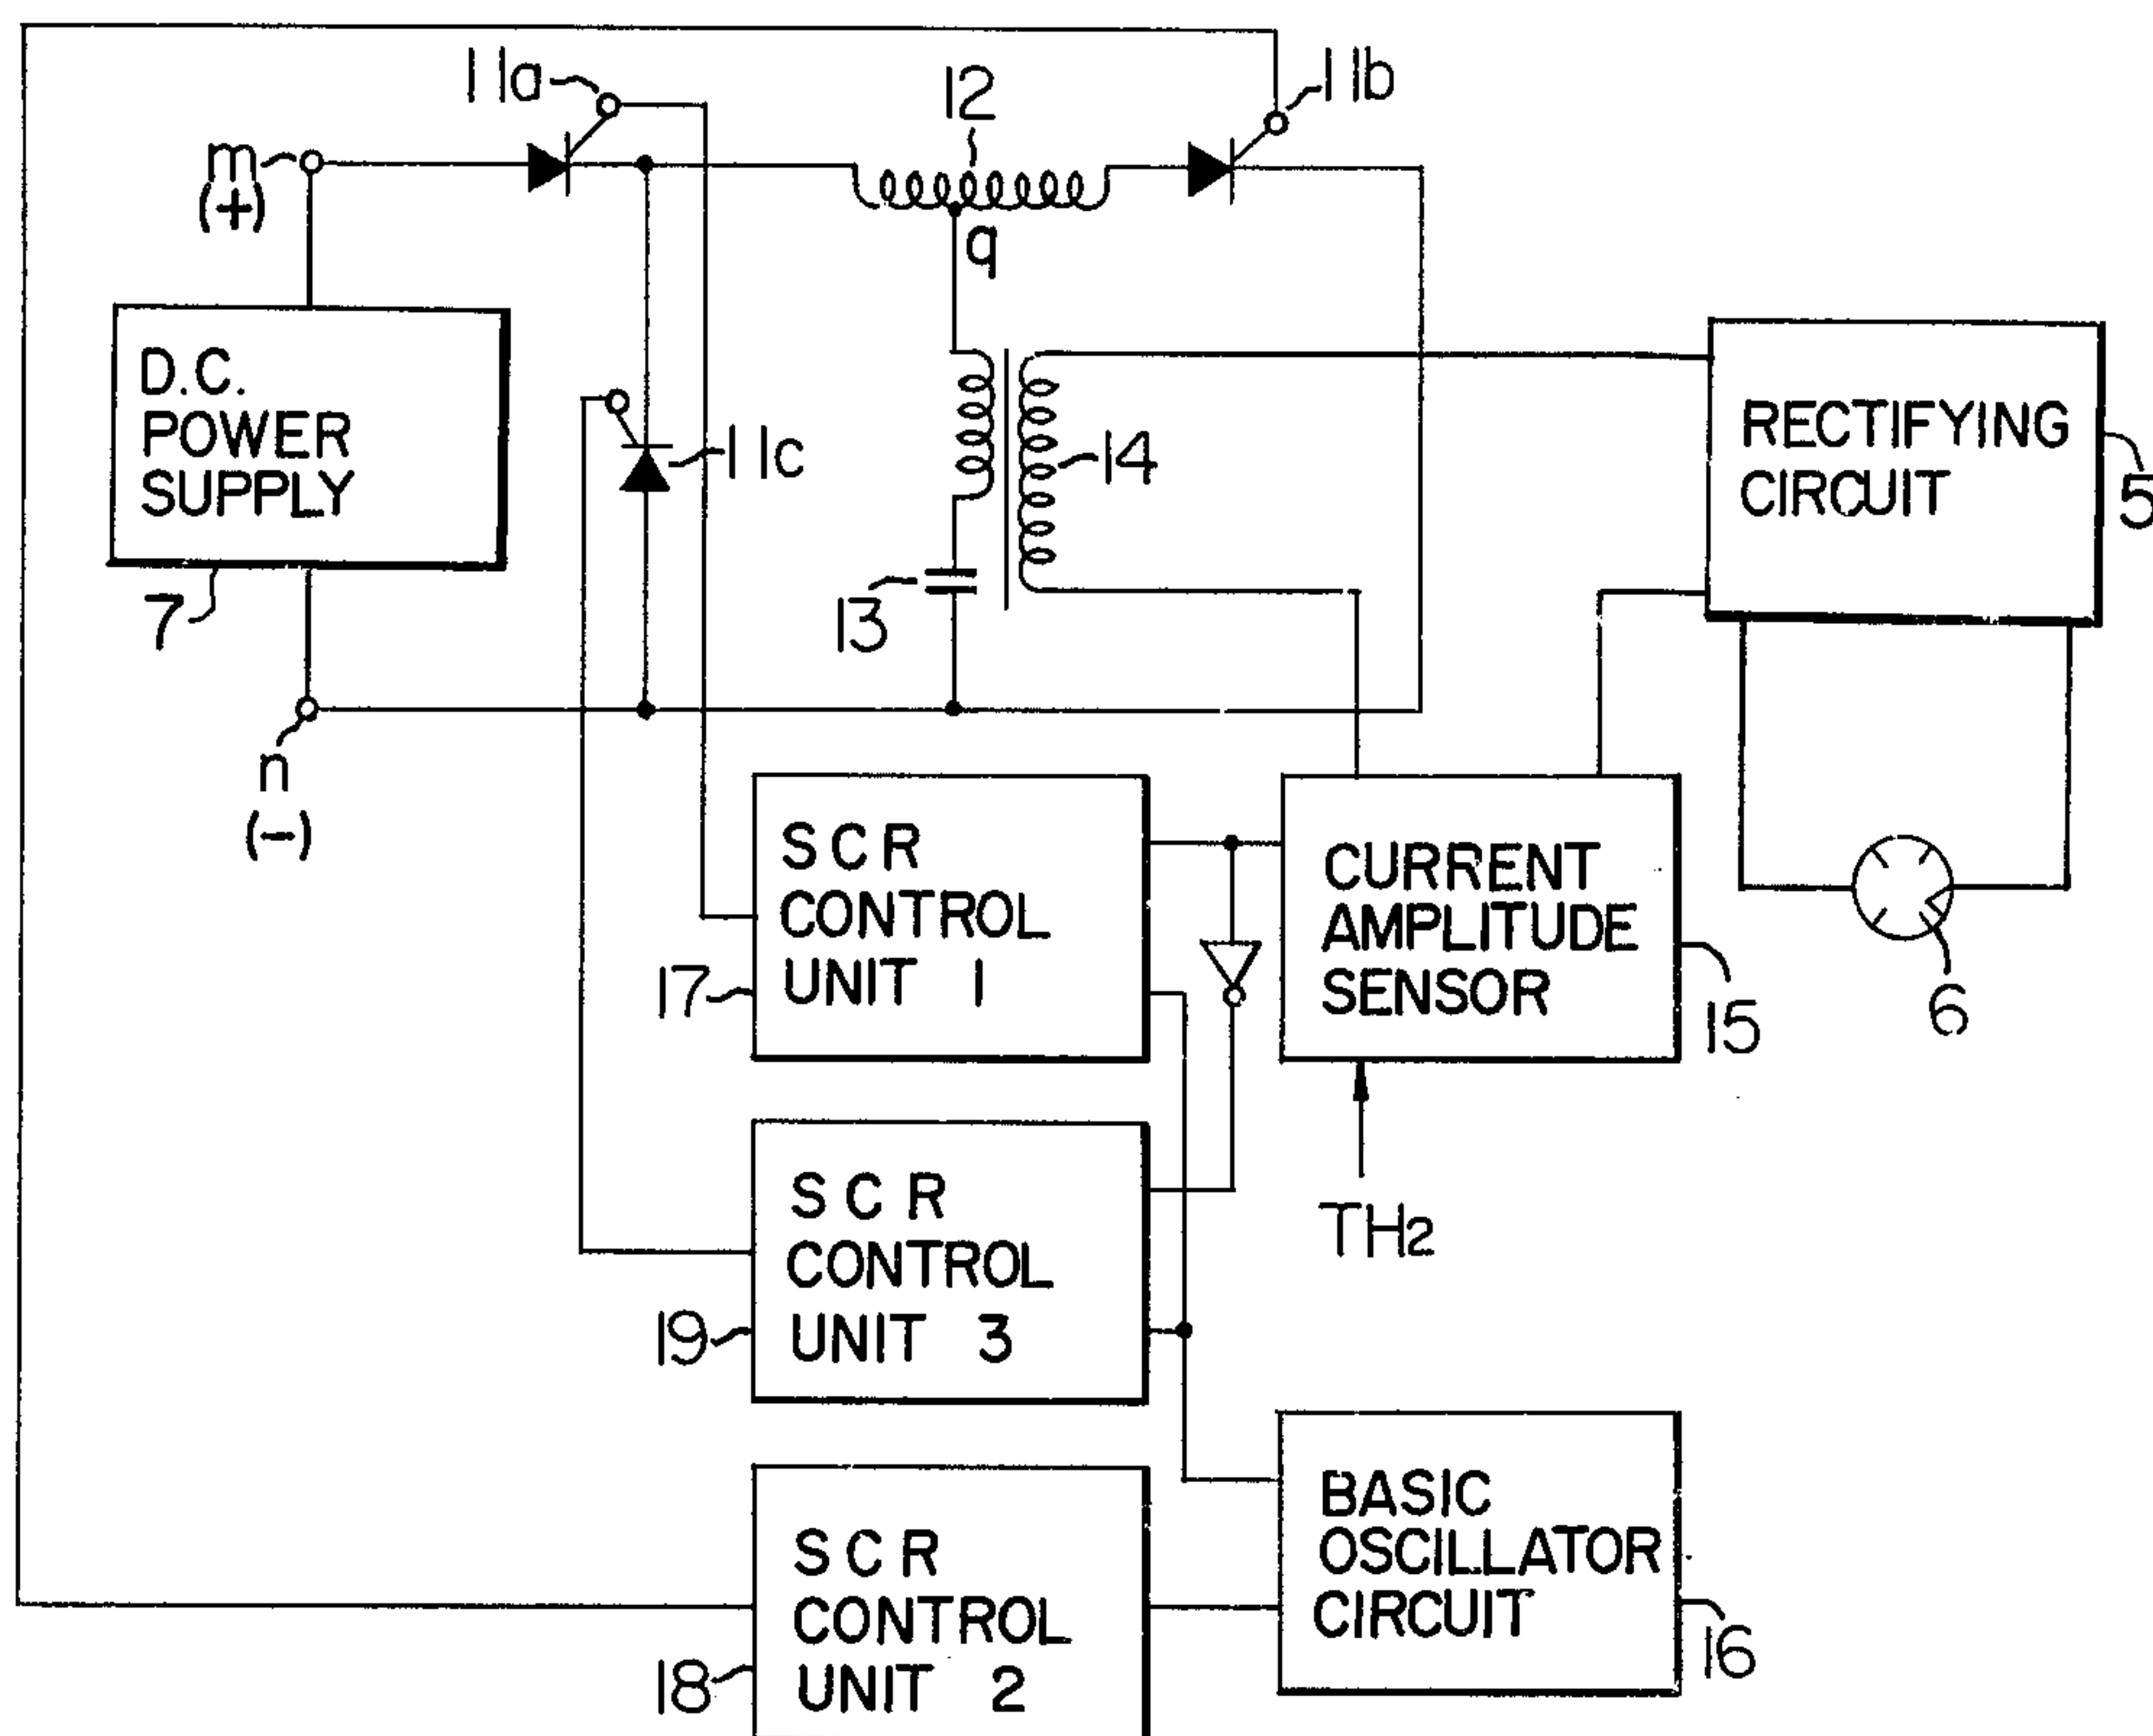 11a
12
11b
m
(+)
q
D.C.
POWER
SUPPLY
7
11c
14
13
RECTIFYING
CIRCUIT
5
n
(-)
SCR
CONTROL
UNIT 1
17
CURRENT
AMPLITUDE
SENSOR
15
6
TH2
SCR
CONTROL
UNIT 3
19
SCR
CONTROL
UNIT 2
18
BASIC
OSCILLATOR
CIRCUIT
16